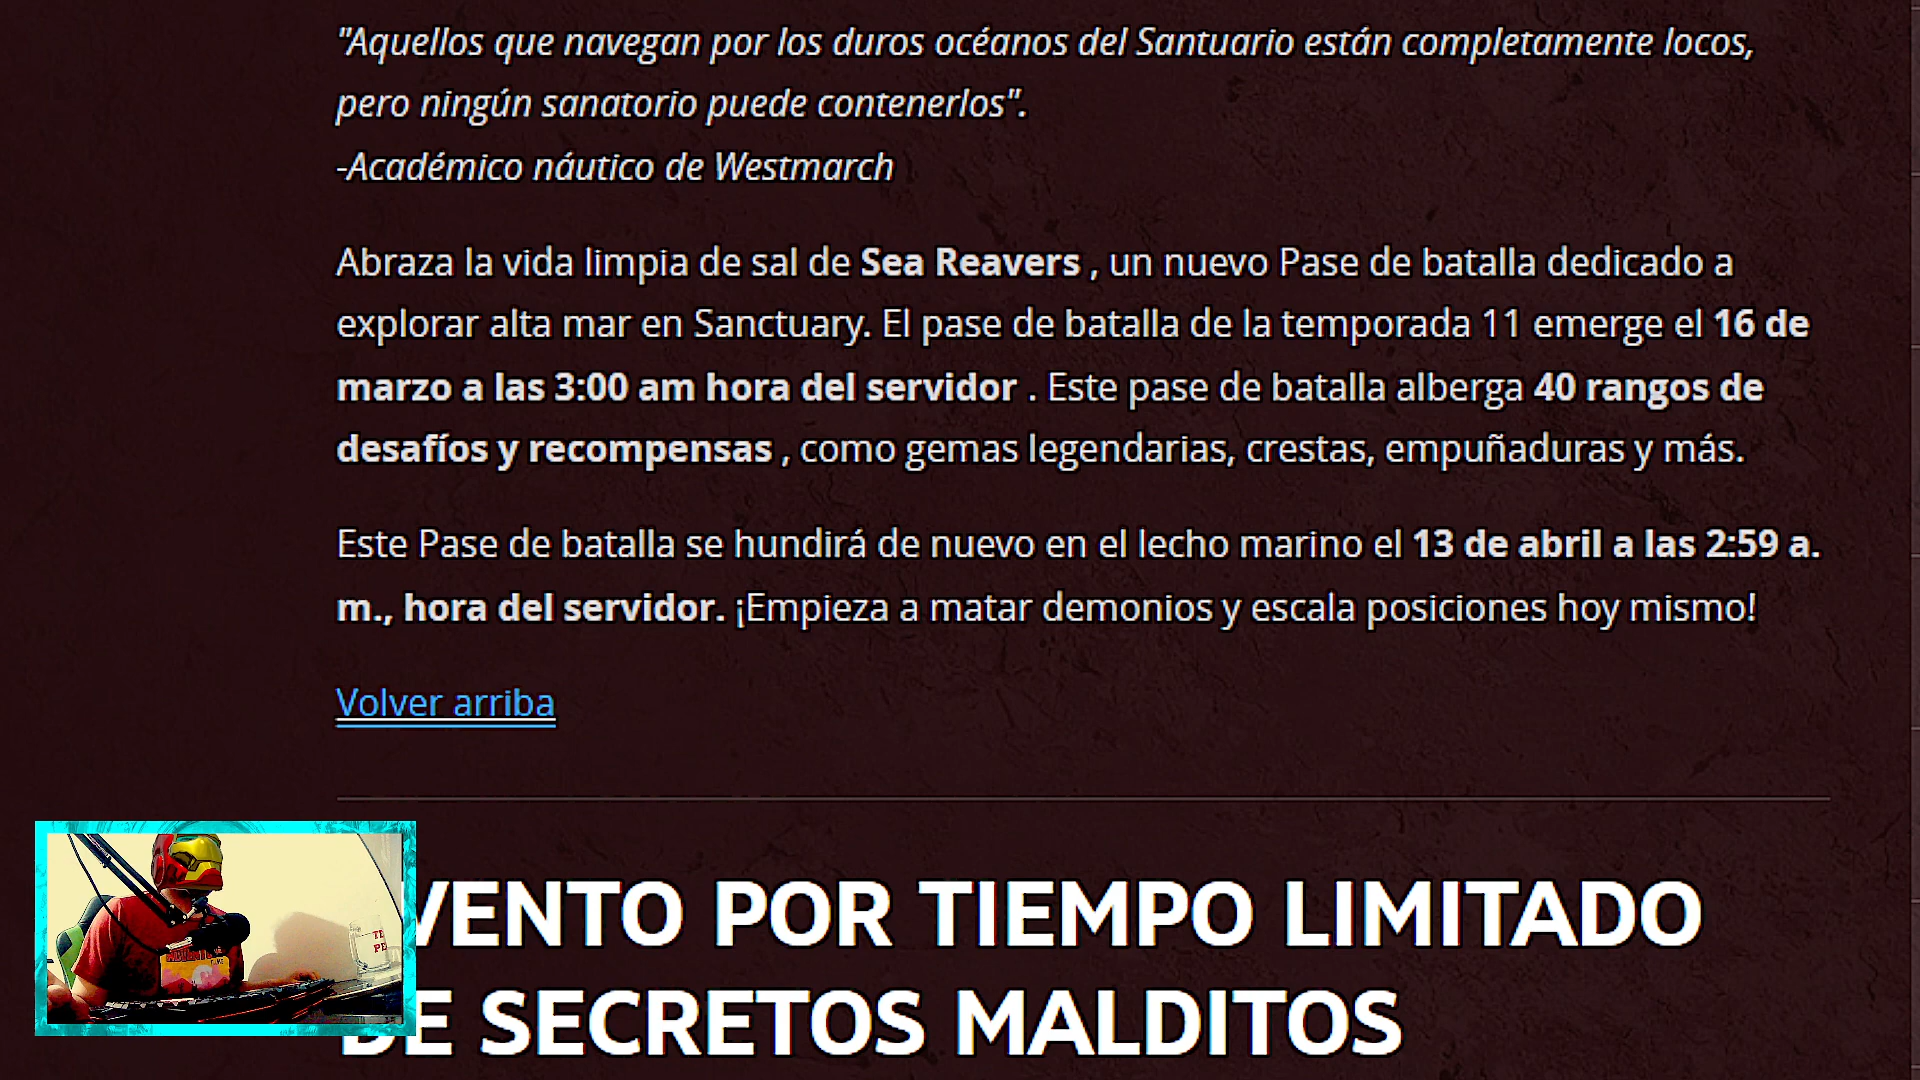 "Aquellos que navegan por los duros océanos del Santuario están completamente locos,
pero ningún sanatorio puede contenerlos".
-Académico náutico de Westmarch
Abraza la vida limpia de sal de Sea Reavers , un nuevo Pase de batalla dedicado a
explorar alta mar en Sanctuary. El pase de batalla de la temporada 11 emerge el 16 de
marzo a las 3:00 am hora del servidor . Este pase de batalla alberga 40 rangos de
desafíos y recompensas , como gemas legendarias, crestas, empuñaduras y más.
Este Pase de batalla se hundirá de nuevo en el lecho marino el 13 de abril a las 2:59 a.
m., hora del servidor. ¡Empieza a matar demonios y escala posiciones hoy mismo!
Volver arriba
VENTO POR TIEMPO LIMITADO
DE SECRETOS MALDITOS